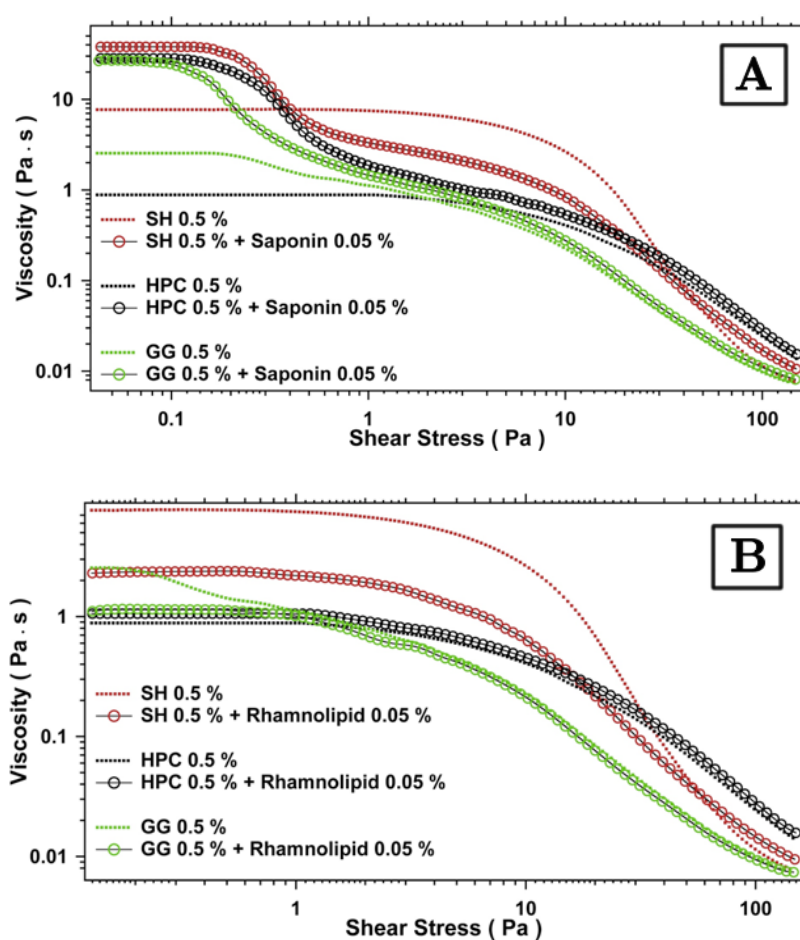 A
Viscosity ( Pa · s )
10
1
0.1
0.01
SH 0.5 %
SH 0.5 % + Saponin 0.05 %
HPC 0.5 %
HPC 0.5 % + Saponin 0.05 %
GG 0.5 %
GG 0.5 % + Saponin 0.05 %
0.1 1 10 100
Shear Stress ( Pa )
B
Viscosity ( Pa · s )
1
0.1
0.01
SH 0.5 %
SH 0.5 % + Rhamnolipid 0.05 %
HPC 0.5 %
HPC 0.5 % + Rhamnolipid 0.05 %
GG 0.5 %
GG 0.5 % + Rhamnolipid 0.05 %
1 10 100
Shear Stress ( Pa )